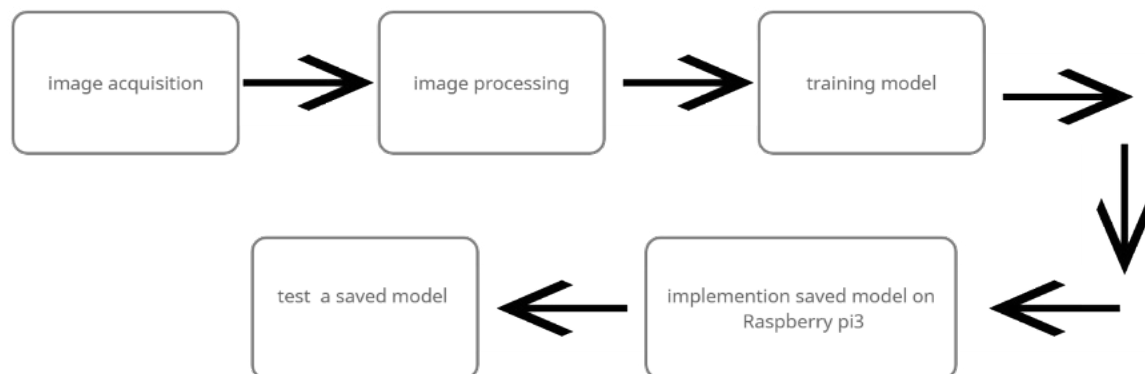 image acquisition
image processing
training model
implemention saved model on
Raspberry pi3
test  a saved model